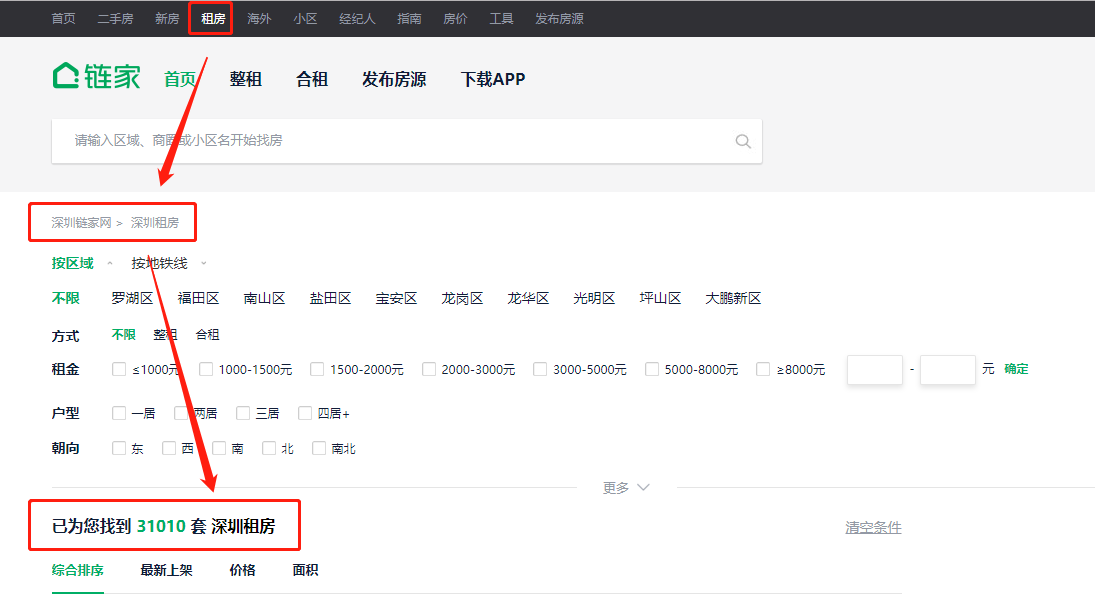 首页 二手房 新房 租房 海外 小区 经纪人 指南 房价 工具 发布房源
链家 首页 整租 合租 发布房源 下载APP
请输入区域、商圈或小区名开始找房
深圳链家网 > 深圳租房
按区域 按地铁线
不限 罗湖区 福田区 南山区 盐田区 宝安区 龙岗区 龙华区 光明区 坪山区 大鹏新区
方式 不限 整租 合租
租金 ≤1000元 1000-1500元 1500-2000元 2000-3000元 3000-5000元 5000-8000元 ≥8000元 - 元 确定
户型 一居 两居 三居 四居+
朝向 东 西 南 北 南北
更多
已为您找到 31010 套 深圳租房 清空条件
综合排序 最新上架 价格 面积